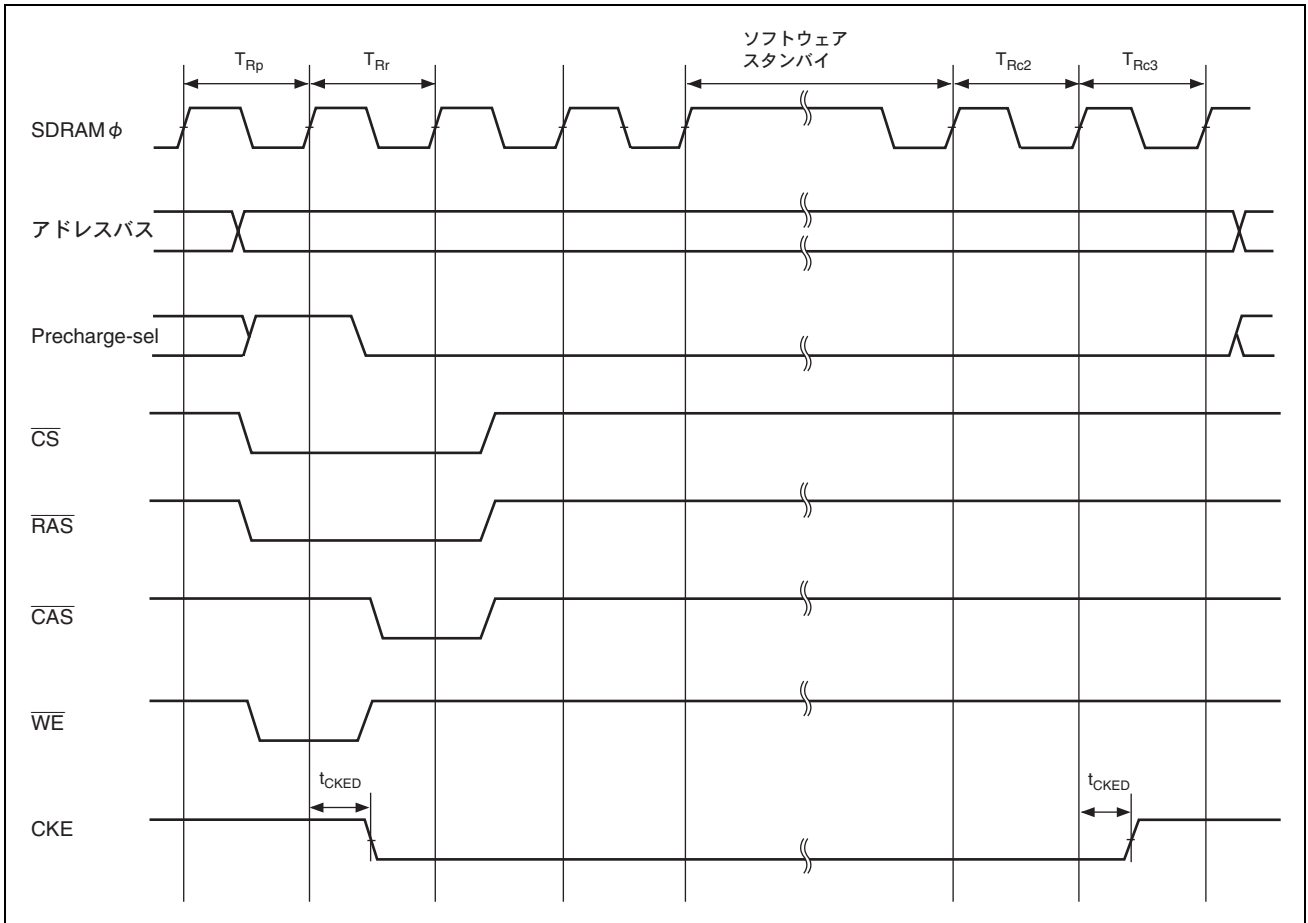 ソフトウェア
スタンバイ
TRp
TRr
TRc2
TRc3
SDRAMφ
アドレスバス
Precharge-sel
CS
RAS
CAS
WE
tCKED
tCKED
CKE